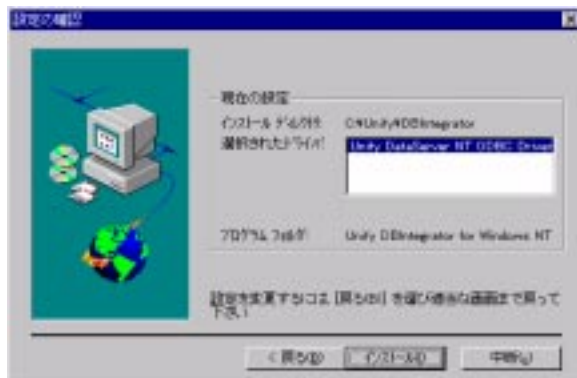 設定の確認
現在の設定
インストール ディレクトリ: C:¥Unify¥DBIntegrator
選択されたドライバ: Unify DataServer NT ODBC Driver
プログラム フォルダ: Unify DBIntegrator for Windows NT
設定を変更するには [戻る(B)] を選び適当な画面まで戻って
下さい
< 戻る(B) インストール(I) 中断(Q)